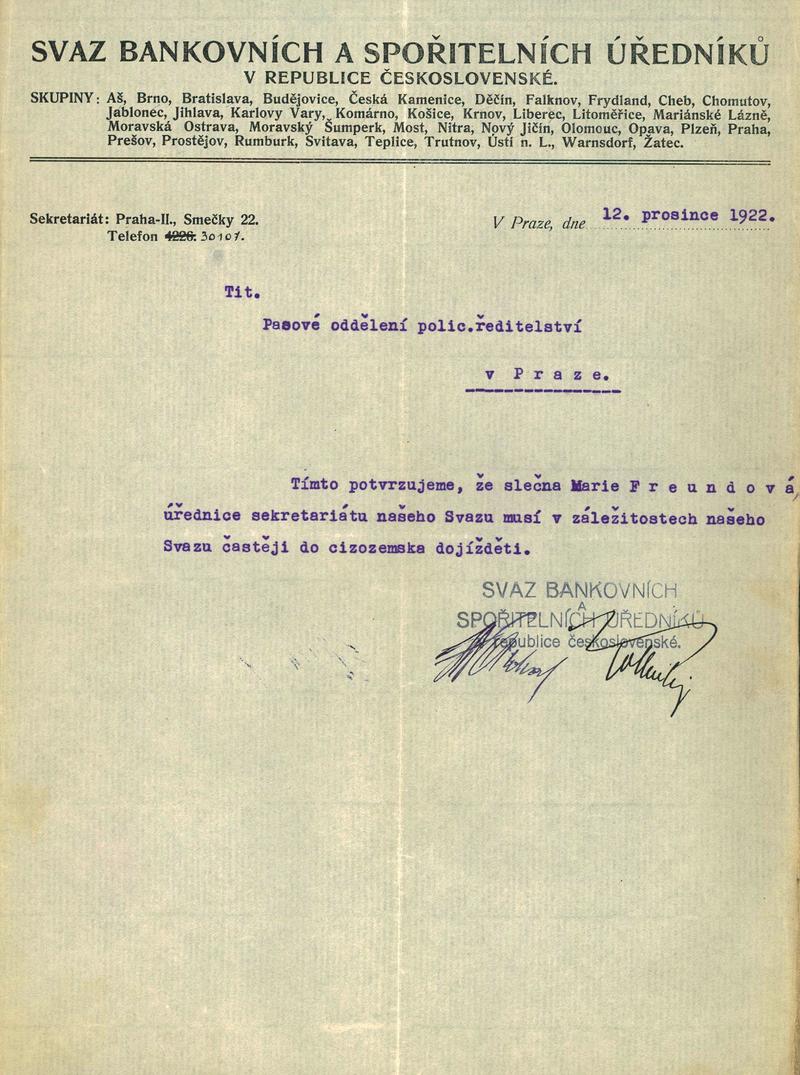 SVAZ BANKOVNÍCH A SPOŘITELNÍCH ÚŘEDNÍKŮ
V REPUBLICE ČESKOSLOVENSKÉ.
SKUPINY: Aš, Brno, Bratislava, Budějovice, Česká Kamenice, Děčín, Falknov, Frydland, Cheb, Chomutov,
Jablonec, Jihlava, Karlovy Vary, Komárno, Košice, Krnov, Liberec, Litoměřice, Mariánské Lázně,
Moravská Ostrava, Moravský Šumperk, Most, Nitra, Nový Jičín, Olomouc, Opava, Plzeň, Praha,
Prešov, Prostějov, Rumburk, Svitava, Teplice, Trutnov, Ústí n. L., Warnsdorf, Žatec.
Sekretariát: Praha-II., Smečky 22.
Telefon 4226. 30107.
V Praze, dne 12. prosince 1922.
Tit.
Pasové oddělení polic.ředitelství
v P r a z e.
Tímto potvrzujeme, že slečna Marie F r e u n d o v á,
úřednice sekretariátu našeho Svazu musí v záležitostech našeho
Svazu častěji do cizozemska dojížděti.
SVAZ BANKOVNÍCH
A
SPOŘITELNÍCH ÚŘEDNÍKŮ
republice československé.